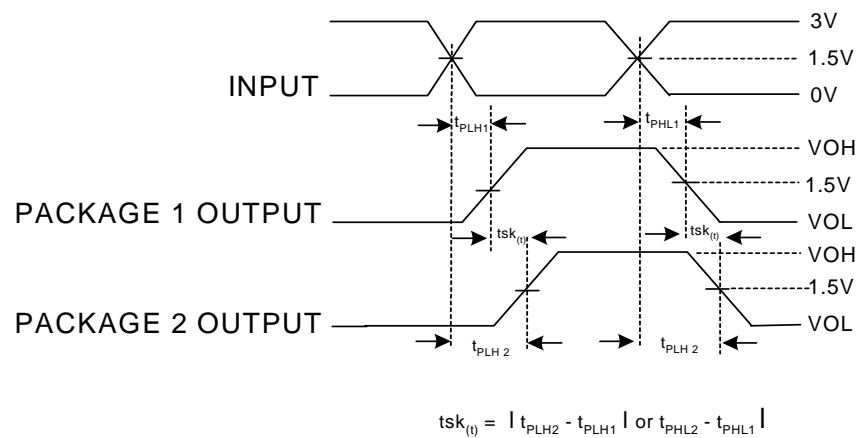 3V
1.5V
INPUT
0V
tPLH1
tPHL1
VOH
1.5V
PACKAGE 1 OUTPUT
VOL
tsk(t)
tsk(t)
VOH
1.5V
PACKAGE 2 OUTPUT
VOL
tPLH 2
tPLH 2
tsk(t) = | tPLH2 - tPLH1 | or tPHL2 - tPHL1 |